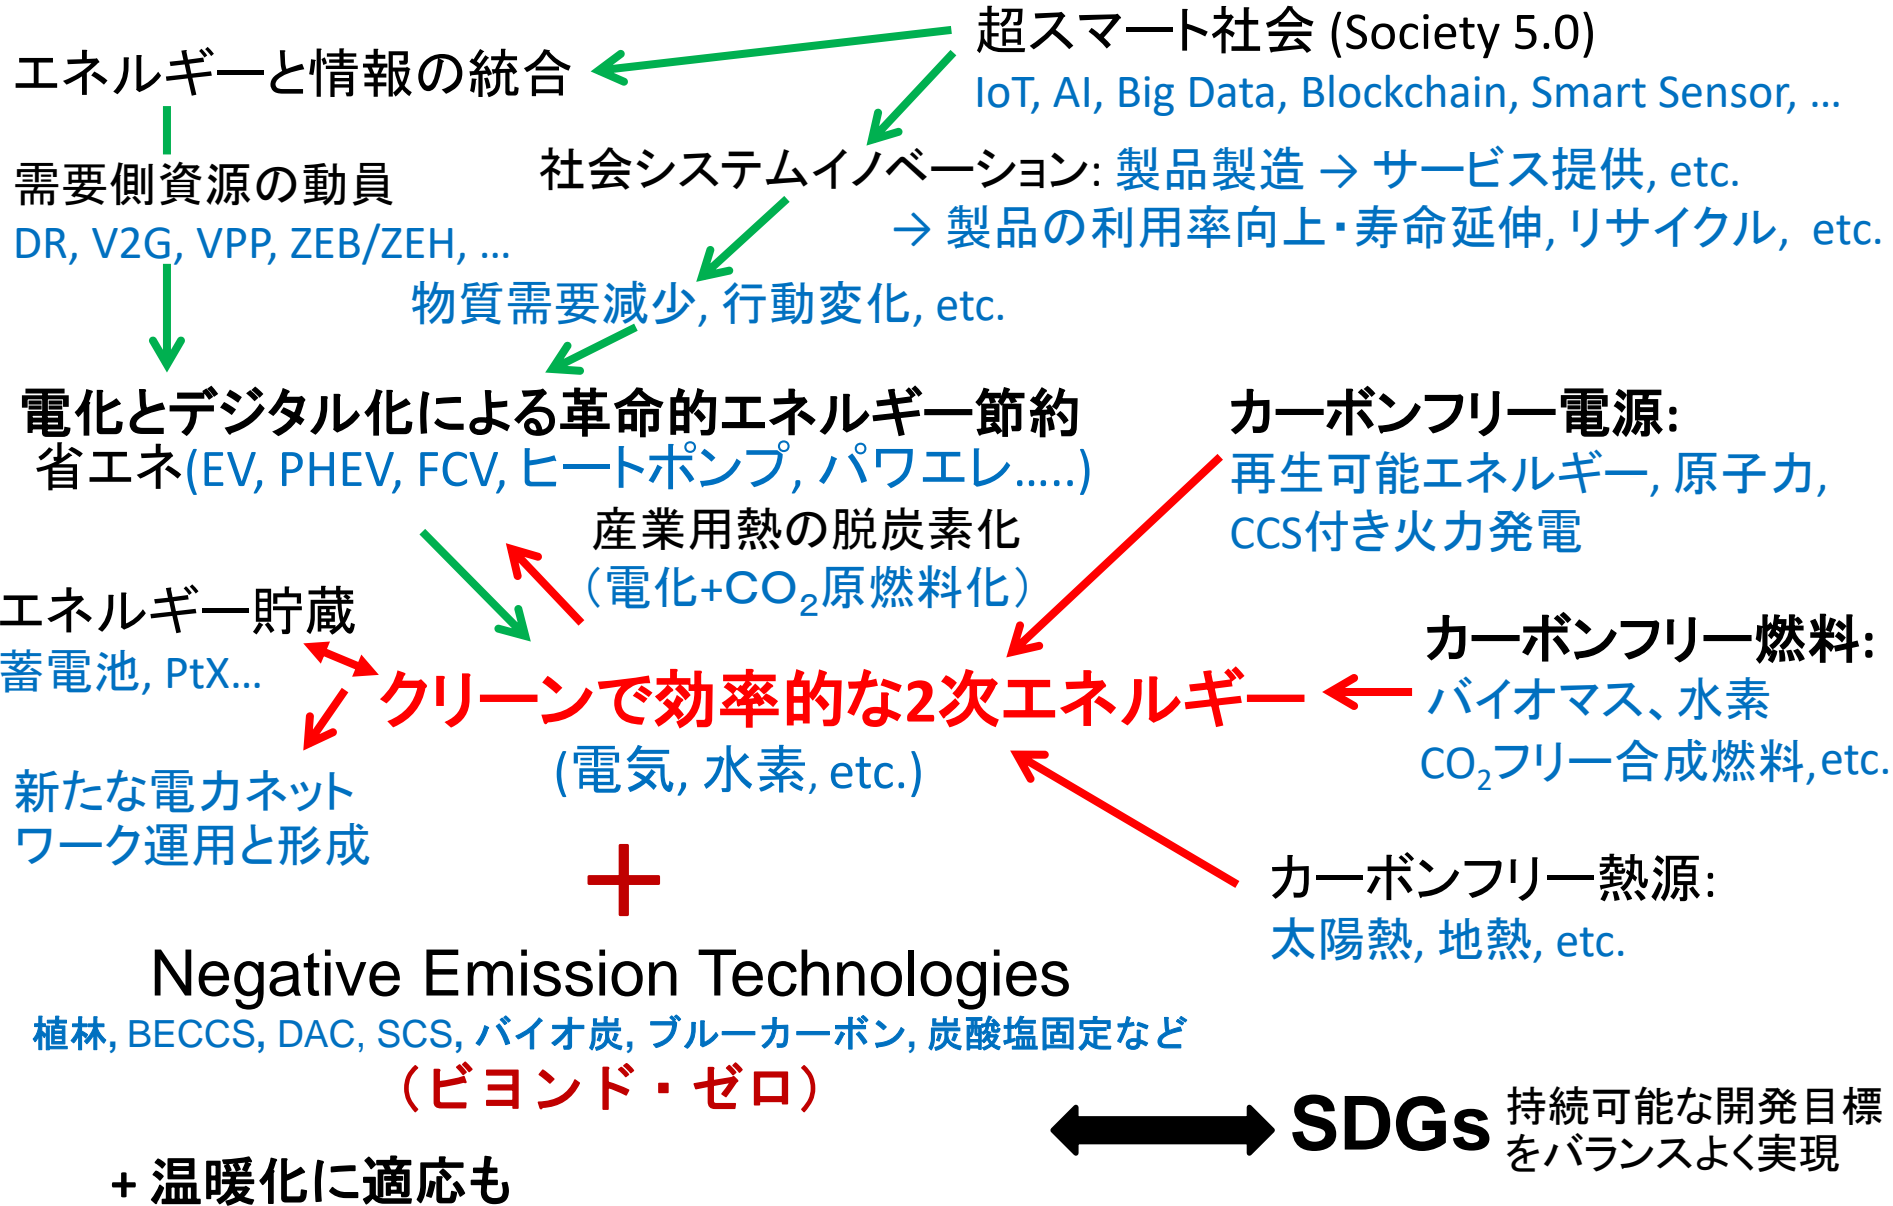 超スマート社会 (Society 5.0)
IoT, AI, Big Data, Blockchain, Smart Sensor, ...
エネルギーと情報の統合
需要側資源の動員
DR, V2G, VPP, ZEB/ZEH, ...
社会システムイノベーション: 製品製造 → サービス提供, etc.
→ 製品の利用率向上・寿命延伸, リサイクル, etc.
物質需要減少, 行動変化, etc.
電化とデジタル化による革命的エネルギー節約
省エネ(EV, PHEV, FCV, ヒートポンプ, パワエレ.....)
カーボンフリー電源:
再生可能エネルギー, 原子力,
CCS付き火力発電
産業用熱の脱炭素化
（電化+CO₂原燃料化）
エネルギー貯蔵
蓄電池, PtX...
カーボンフリー燃料:
バイオマス、水素
CO₂フリー合成燃料,etc.
クリーンで効率的な2次エネルギー
(電気, 水素, etc.)
新たな電力ネット
ワーク運用と形成
カーボンフリー熱源:
太陽熱, 地熱, etc.
+
Negative Emission Technologies
植林, BECCS, DAC, SCS, バイオ炭, ブルーカーボン, 炭酸塩固定など
（ビヨンド・ゼロ）
SDGs 持続可能な開発目標
をバランスよく実現
+ 温暖化に適応も